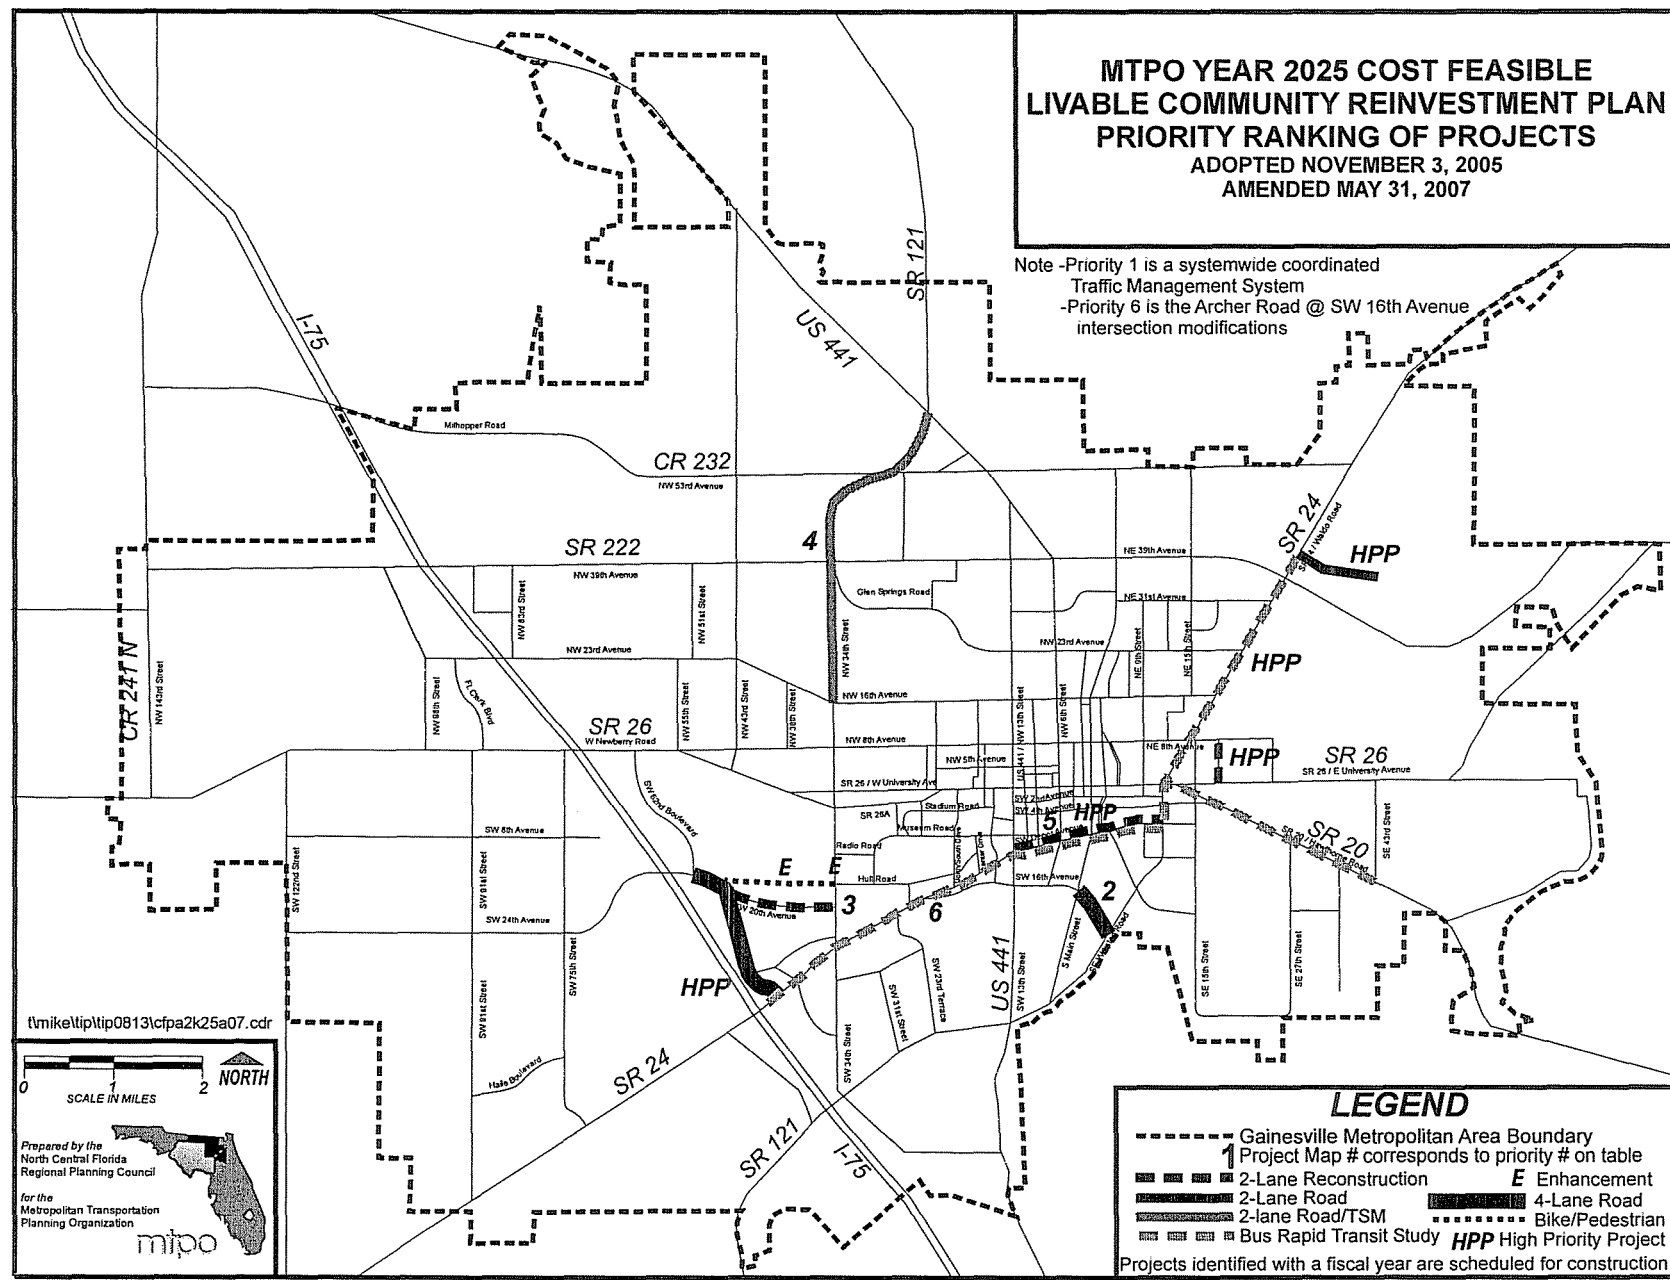 MTPO YEAR 2025 COST FEASIBLE
LIVABLE COMMUNITY REINVESTMENT PLAN
PRIORITY RANKING OF PROJECTS
ADOPTED NOVEMBER 3, 2005
AMENDED MAY 31, 2007
Note -Priority 1 is a systemwide coordinated
Traffic Management System
-Priority 6 is the Archer Road @ SW 16th Avenue
intersection modifications
SR 121
I-75
US 441
Millhopper Road
CR 232
NW 53rd Avenue
SR 24
Waldo Road
4
SR 222
NE 39th Avenue
HPP
NW 39th Avenue
Glen Springs Road
NE 31st Avenue
NW 83rd Street
NW 51st Street
NW 34th Street
NW 23rd Avenue
NW 23rd Avenue
NE 9th Street
NE 15th Street
HPP
CR 241 N
NW 143rd Street
NW 98th Street
Ft. Clark Blvd
NW 55th Street
NW 43rd Street
NW 38th Street
NW 16th Avenue
US 441 / NW 13th Street
NW 6th Street
SR 26
W Newberry Road
NW 8th Avenue
NE 8th Avenue
HPP
SR 26
SR 26 / E University Avenue
NW 5th Avenue
SR 26 / W University Ave
SW 62nd Boulevard
SW 2nd Avenue
SW 4th Avenue
Stadium Road
SR 26A
Museum Road
5
HPP
SW 8th Avenue
Radio Road
SR 20
SE 43rd Street
E
E
Hull Road
SW 16th Avenue
2
SW 122nd Street
SW 91st Street
SW 20th Avenue
3
6
SW 24th Avenue
S Main Street
Road
SW 75th Street
SE 15th Street
SE 27th Street
HPP
SW 91st Street
SW 31st Street
SW 23rd Terrace
US 441
SW 13th Street
t\mike\tip\tip0813\cfpa2k25a07.cdr
SW 34th Street
Haile Boulevard
SR 24
SR 121
I-75
0 1 2
SCALE IN MILES
NORTH
Prepared by the
North Central Florida
Regional Planning Council
for the
Metropolitan Transportation
Planning Organization
mtpo
LEGEND
Gainesville Metropolitan Area Boundary
1 Project Map # corresponds to priority # on table
2-Lane Reconstruction
E Enhancement
2-Lane Road
4-Lane Road
2-lane Road/TSM
Bike/Pedestrian
Bus Rapid Transit Study
HPP High Priority Project
Projects identified with a fiscal year are scheduled for construction